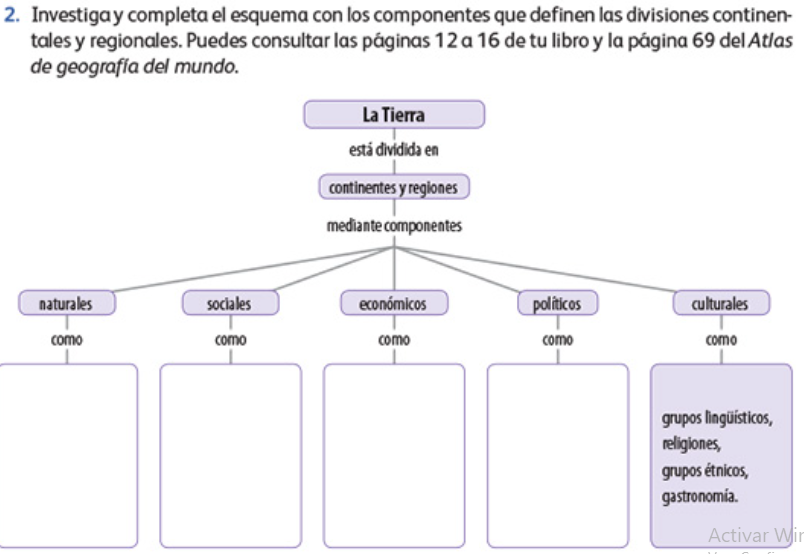 2. Investiga y completa el esquema con los componentes que definen las divisiones continen-
tales y regionales. Puedes consultar las páginas 12 a 16 de tu libro y la página 69 del Atlas
de geografía del mundo.
La Tierra
está dividida en
continentes y regiones
mediante componentes
naturales sociales económicos políticos culturales
como como como como como
grupos lingüísticos,
religiones,
grupos étnicos,
gastronomía.
Activar Win